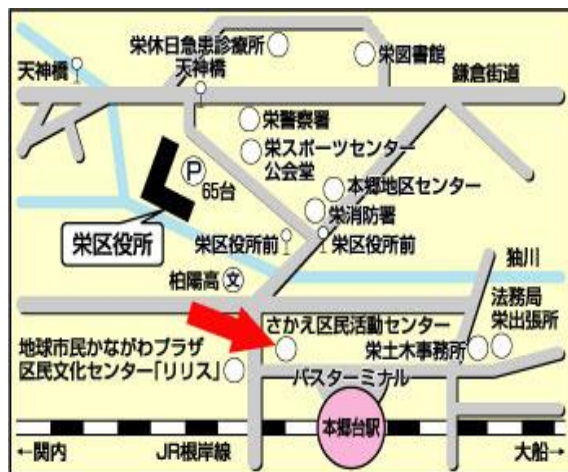 栄休日急患診療所
栄図書館
天神橋
天神橋
鎌倉街道
栄警察署
栄スポーツセンター
公会堂
P
65台
本郷地区センター
栄消防署
栄区役所
栄区役所前
栄区役所前
柏陽高
文
狆川
法務局
栄出張所
さかえ区民活動センター
地球市民かながわプラザ
区民文化センター「リリス」
栄土木事務所
バスターミナル
本郷台駅
←関内
JR根岸線
大船→